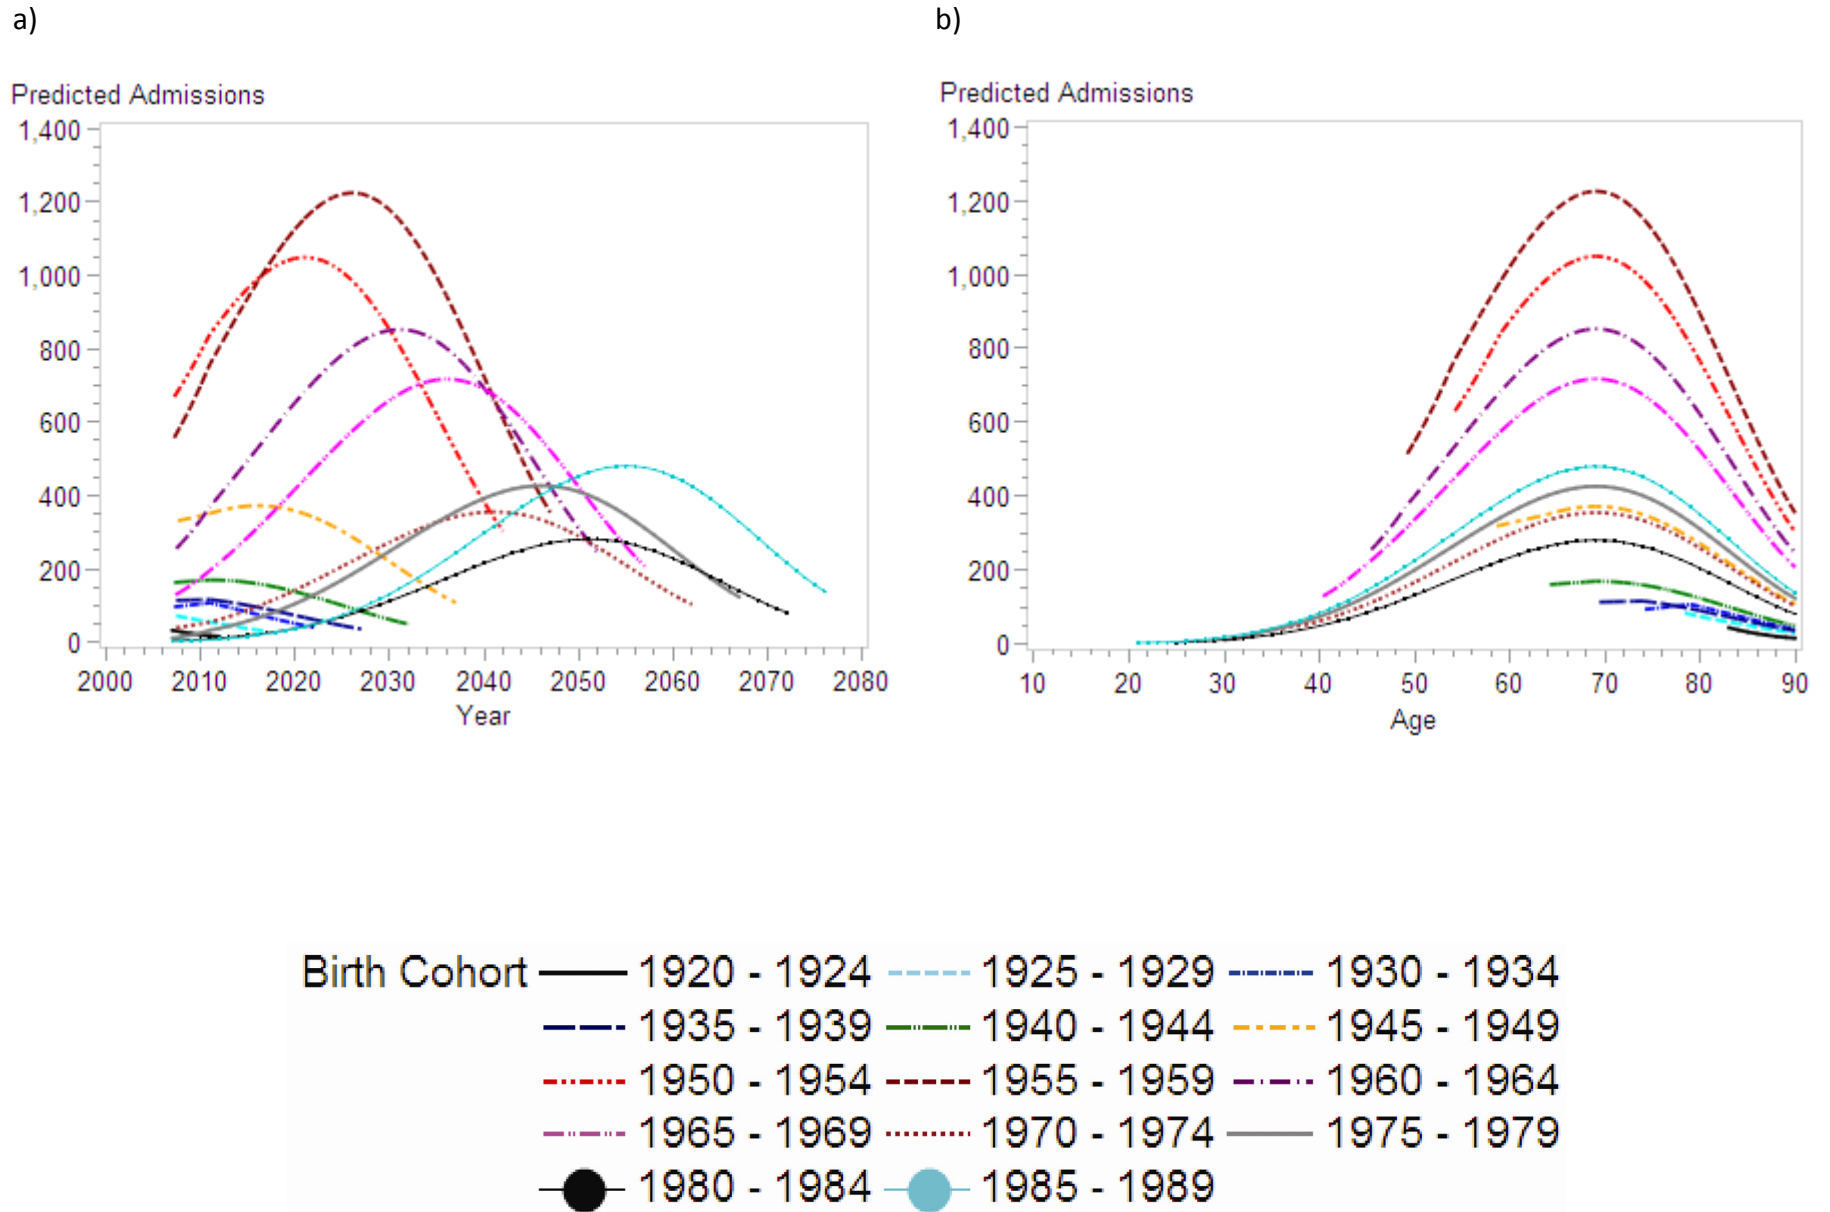 a)
b)
Predicted Admissions
Predicted Admissions
1,400
1,200
1,000
800
600
400
200
0
2000 2010 2020 2030 2040 2050 2060 2070 2080
Year
1,400
1,200
1,000
800
600
400
200
0
10 20 30 40 50 60 70 80 90
Age
Birth Cohort 1920 - 1924 1925 - 1929 1930 - 1934
1935 - 1939 1940 - 1944 1945 - 1949
1950 - 1954 1955 - 1959 1960 - 1964
1965 - 1969 1970 - 1974 1975 - 1979
1980 - 1984 1985 - 1989